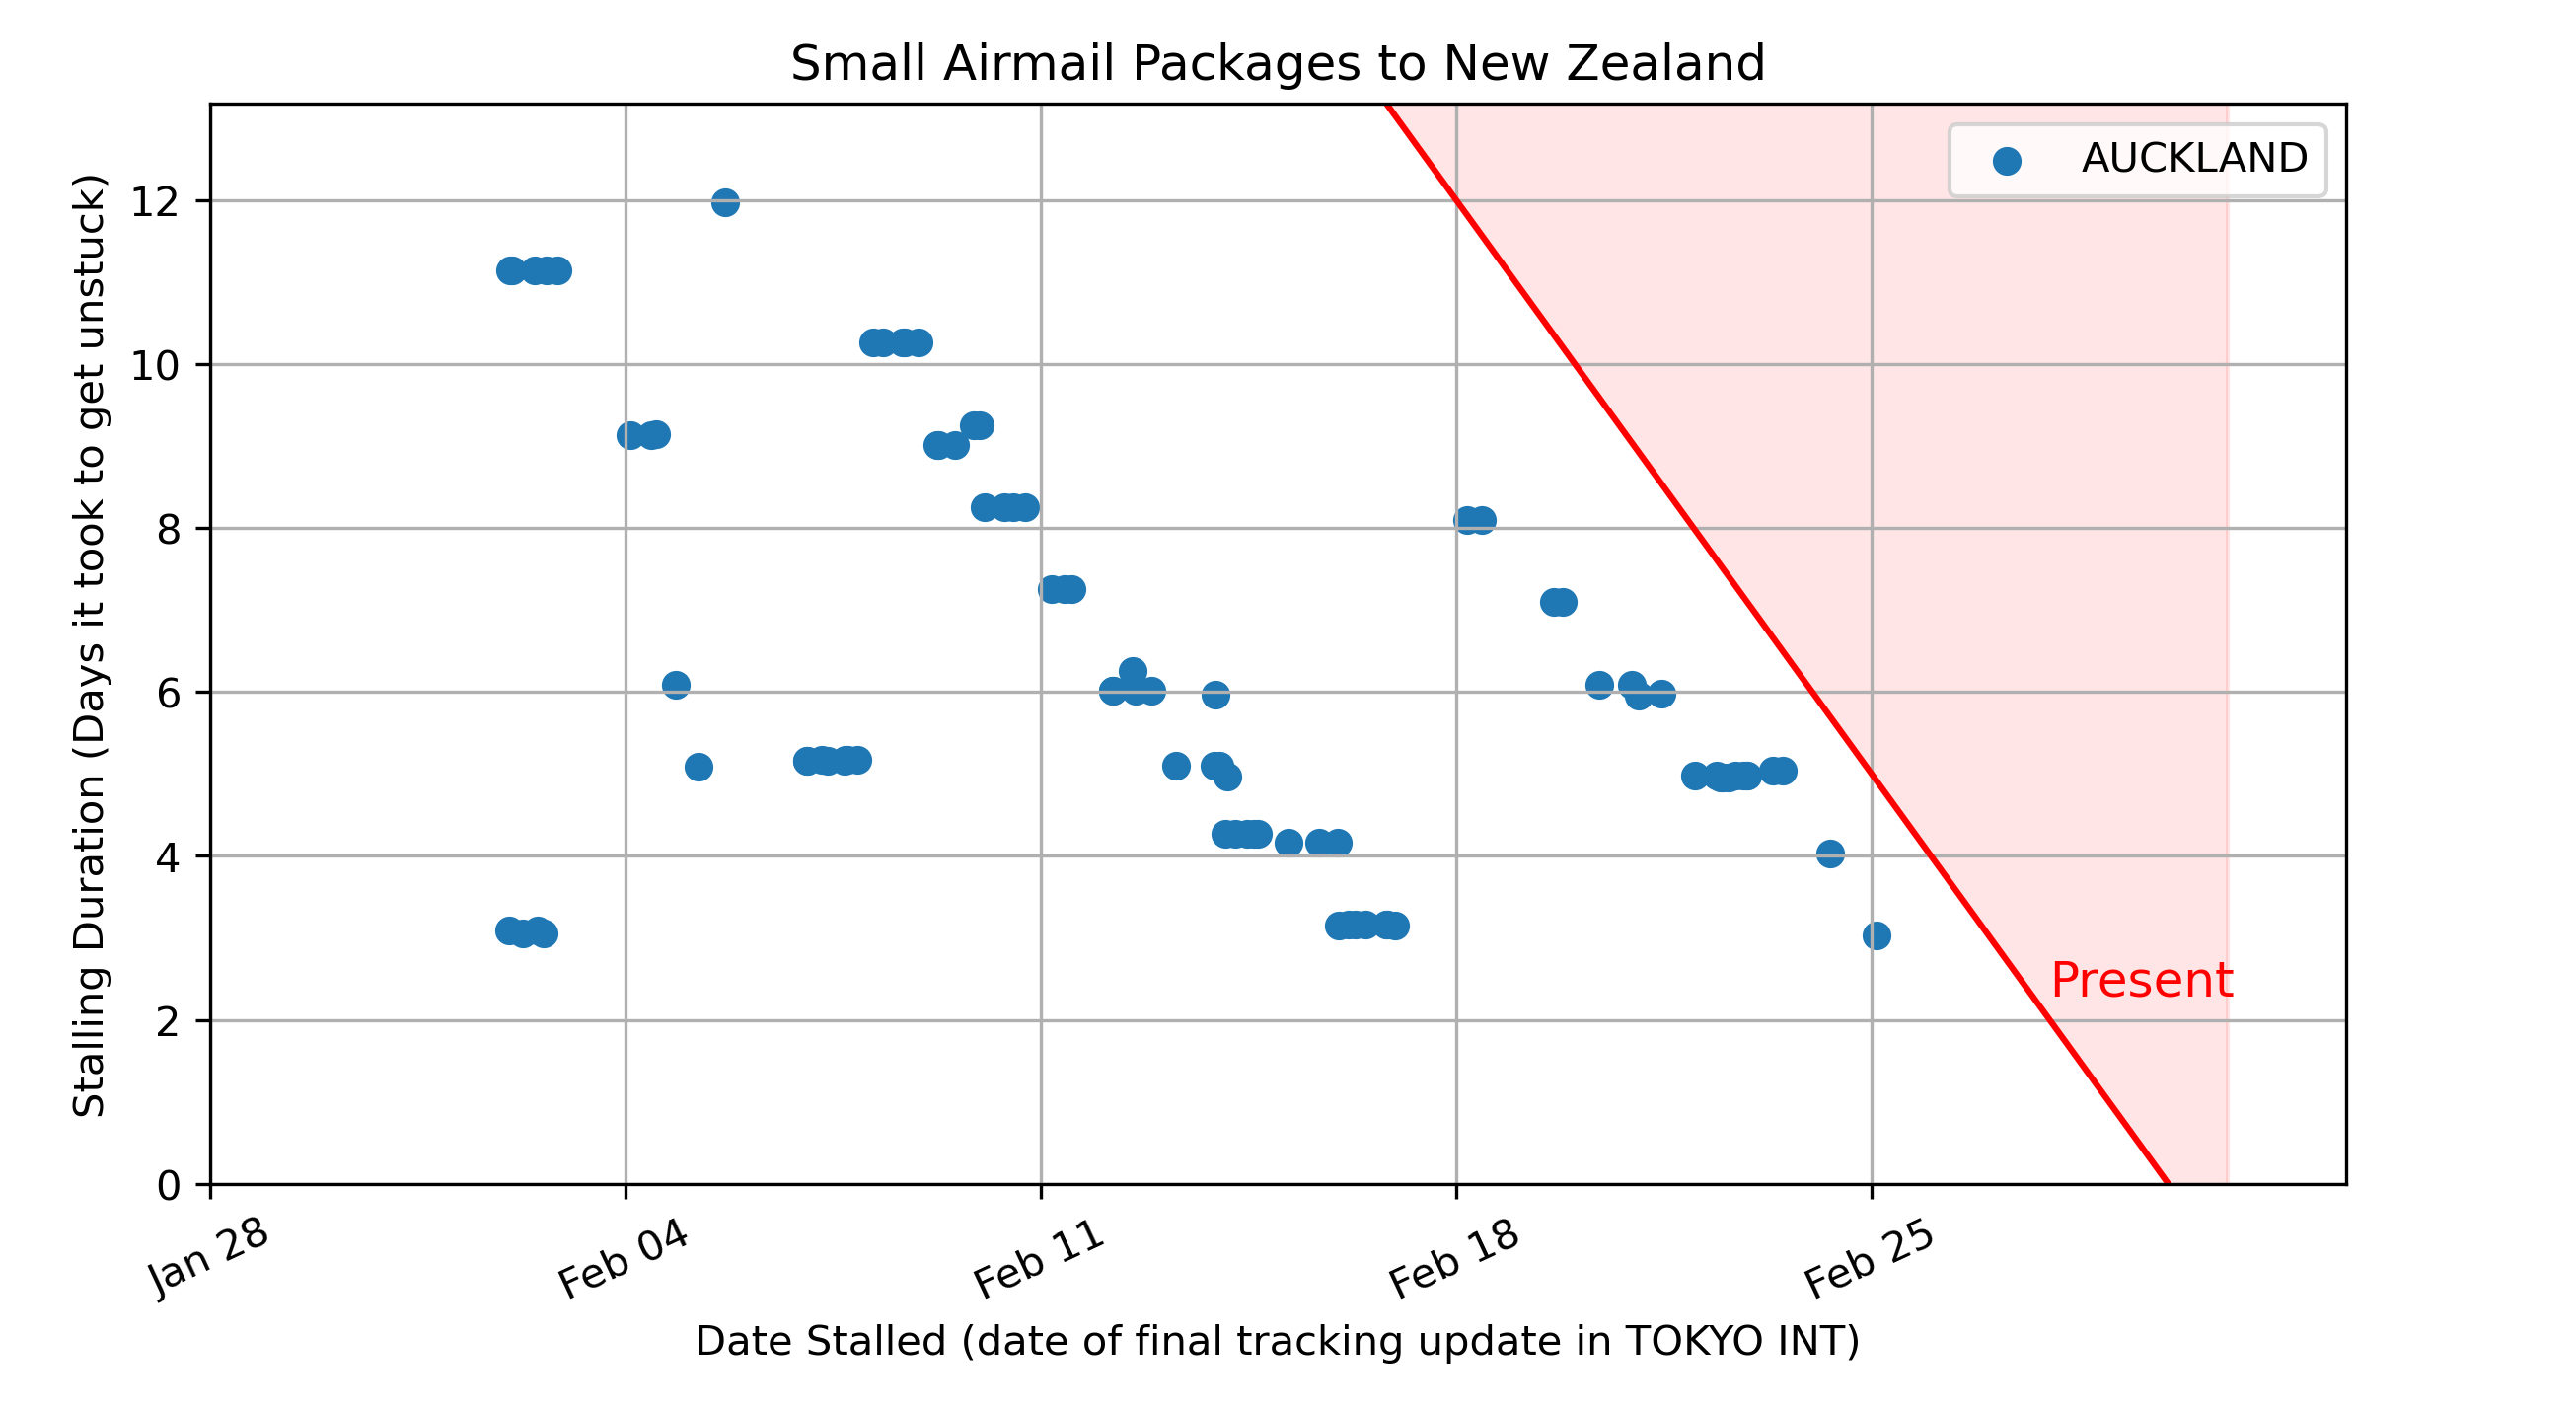 Small Airmail Packages to New Zealand
AUCKLAND
Stalling Duration (Days it took to get unstuck)
12
10
8
6
4
2
0
Present
Jan 28
Feb 04
Feb 11
Feb 18
Feb 25
Date Stalled (date of final tracking update in TOKYO INT)